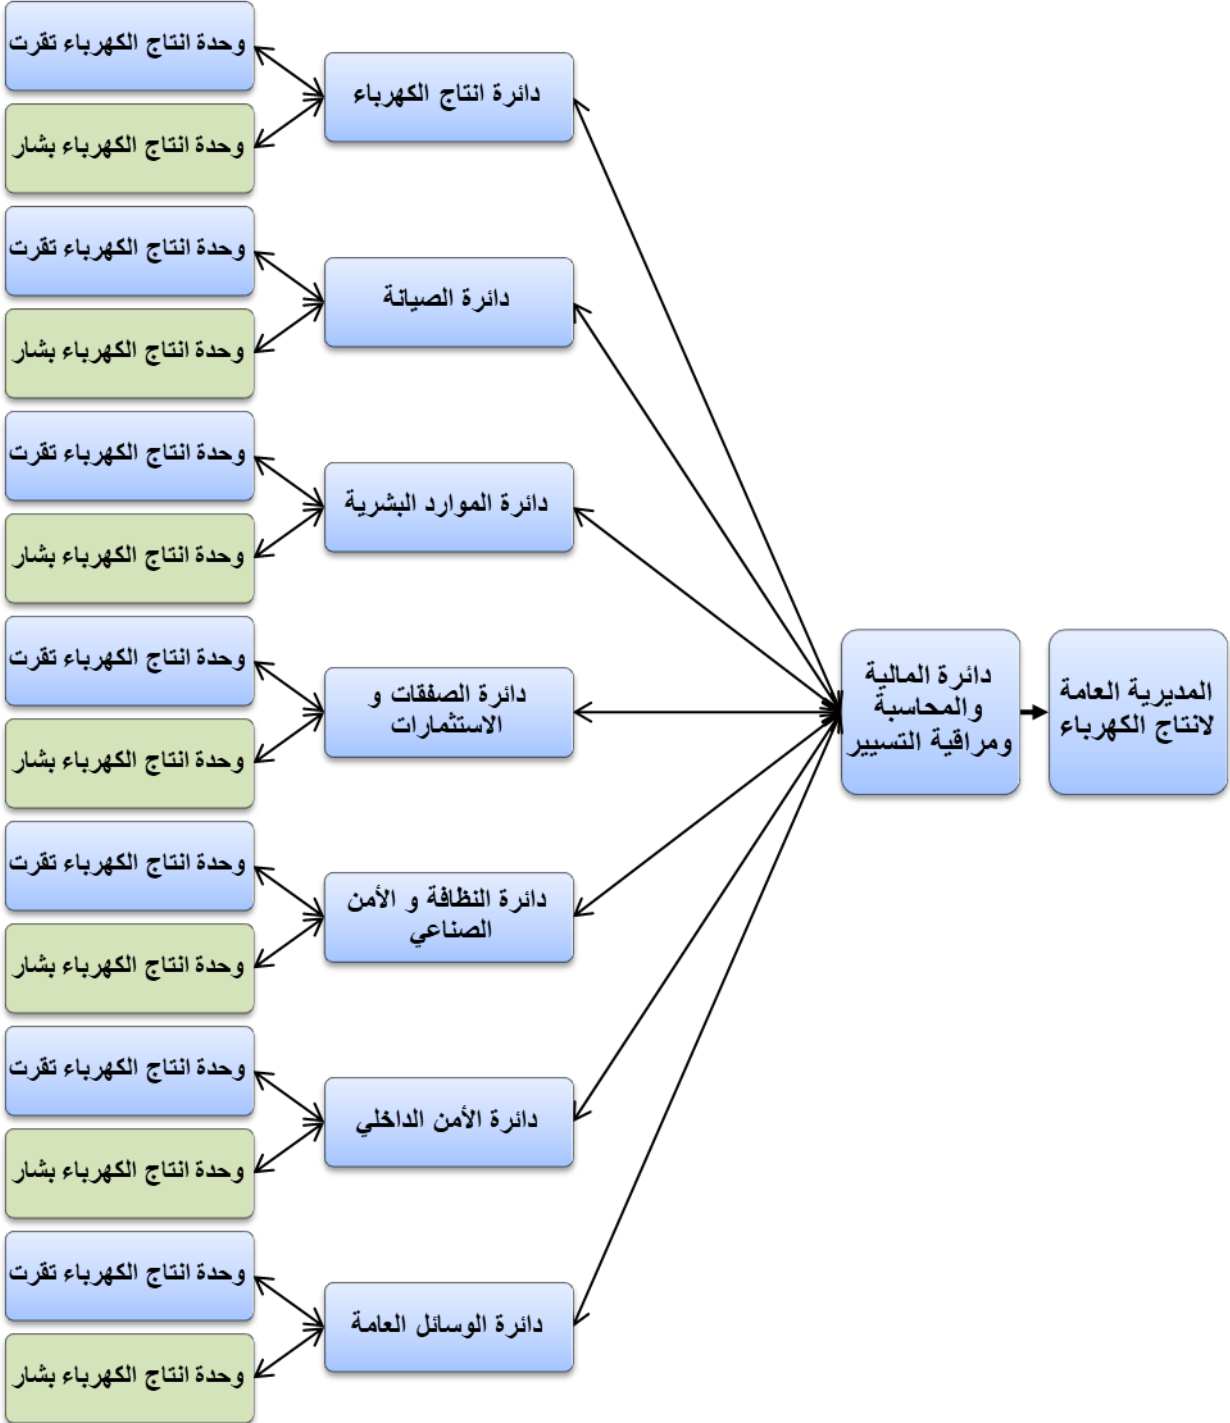 المديرية العامة
لانتاج الكهرباء
دائرة المالية
والمحاسبة
ومراقبة التسيير
دائرة انتاج الكهرباء
وحدة انتاج الكهرباء تقرت
وحدة انتاج الكهرباء بشار
دائرة الصيانة
وحدة انتاج الكهرباء تقرت
وحدة انتاج الكهرباء بشار
دائرة الموارد البشرية
وحدة انتاج الكهرباء تقرت
وحدة انتاج الكهرباء بشار
دائرة الصفقات و
الاستثمارات
وحدة انتاج الكهرباء تقرت
وحدة انتاج الكهرباء بشار
دائرة النظافة و الأمن
الصناعي
وحدة انتاج الكهرباء تقرت
وحدة انتاج الكهرباء بشار
دائرة الأمن الداخلي
وحدة انتاج الكهرباء تقرت
وحدة انتاج الكهرباء بشار
دائرة الوسائل العامة
وحدة انتاج الكهرباء تقرت
وحدة انتاج الكهرباء بشار